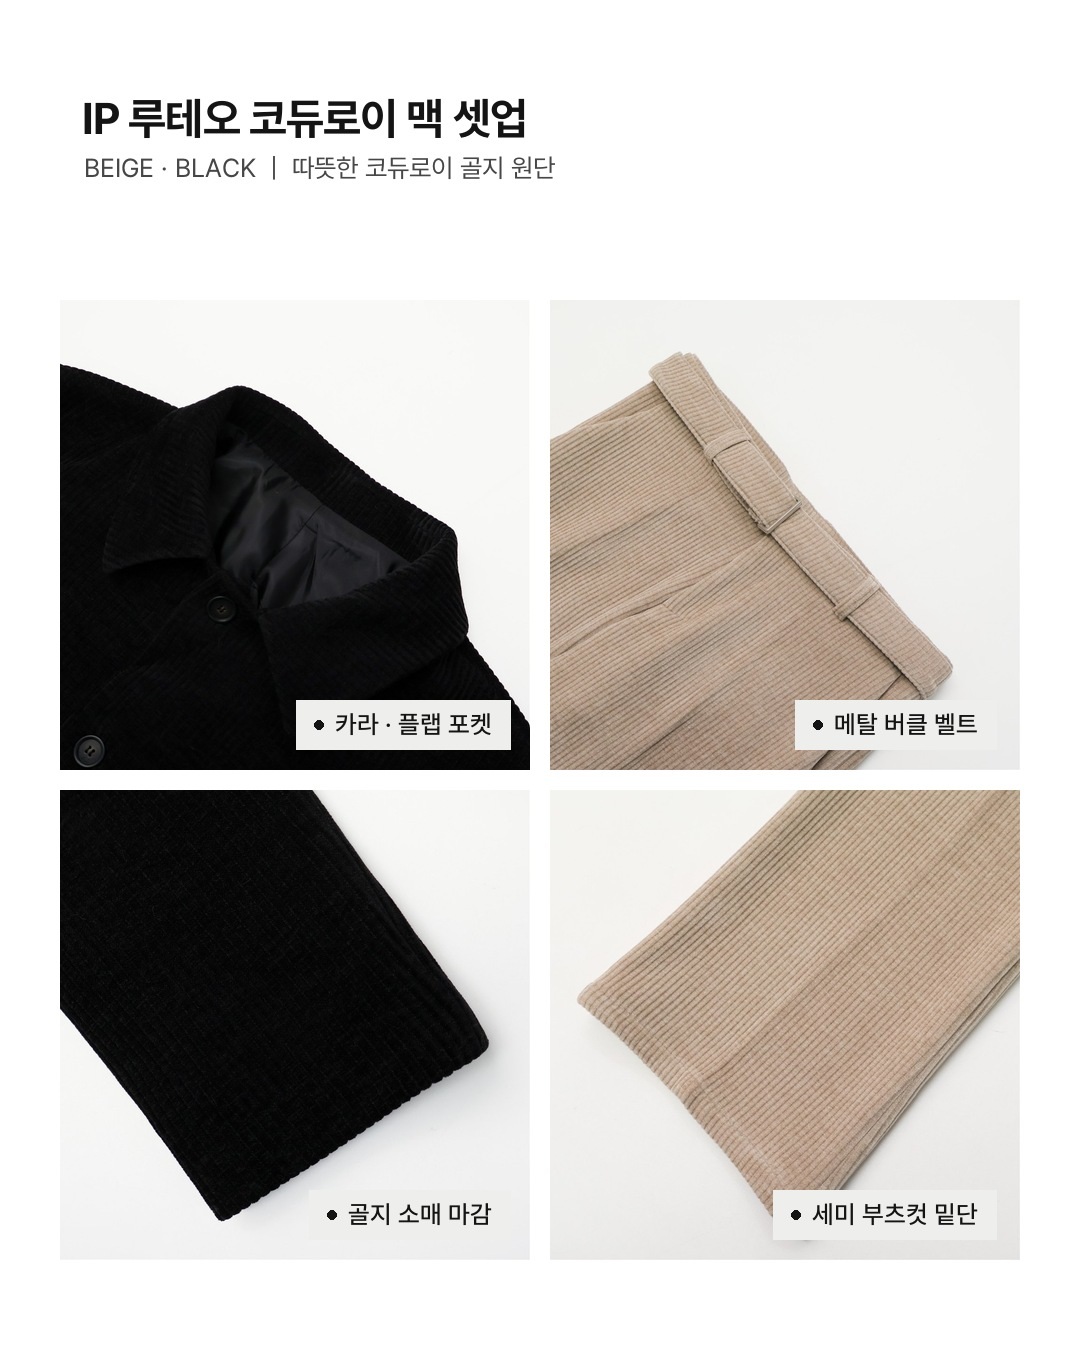 IP 루테오 코듀로이 맥 셋업
BEIGE · BLACK | 따뜻한 코듀로이 골지 원단
● 카라 · 플랩 포켓
● 메탈 버클 벨트
● 골지 소매 마감
● 세미 부츠컷 밑단